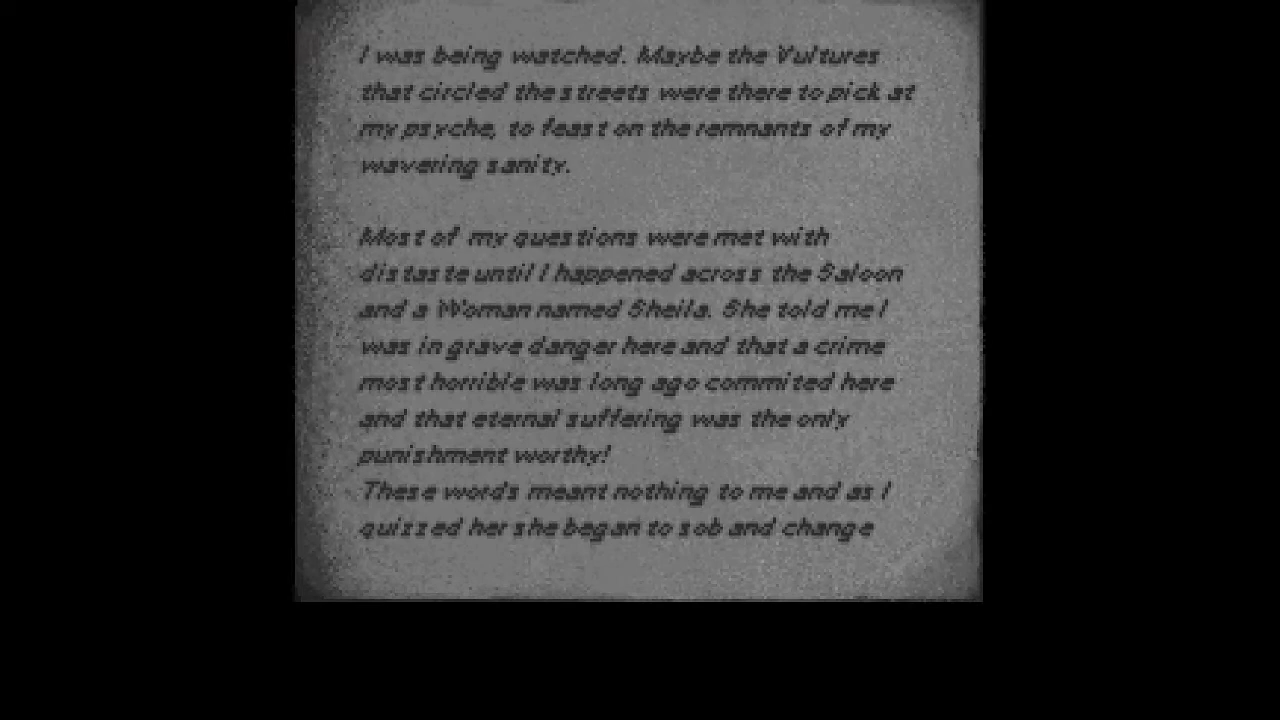 I was being watched. Maybe the Vultures
that circled the streets were there to pick at
my psyche, to feast on the remnants of my
wavering sanity.
Most of my questions were met with
distaste until I happened across the Saloon
and a Woman named Sheila. She told me I
was in grave danger here and that a crime
most horrible was long ago commited here
and that eternal suffering was the only
punishment worthy!
These words meant nothing to me and as I
quizzed her she began to sob and change